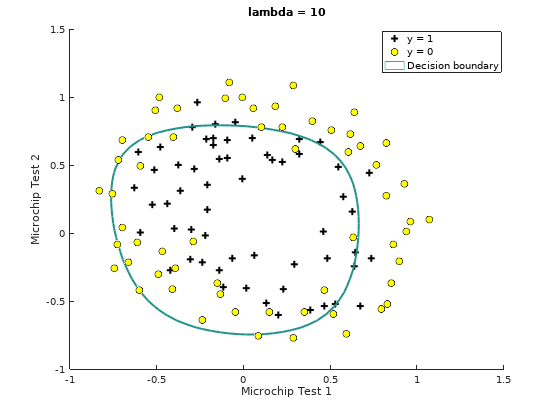 lambda = 10
y = 1
y = 0
Decision boundary
1.5
1
0.5
0
-0.5
-1
Microchip Test 2
-1
-0.5
0
0.5
1
1.5
Microchip Test 1